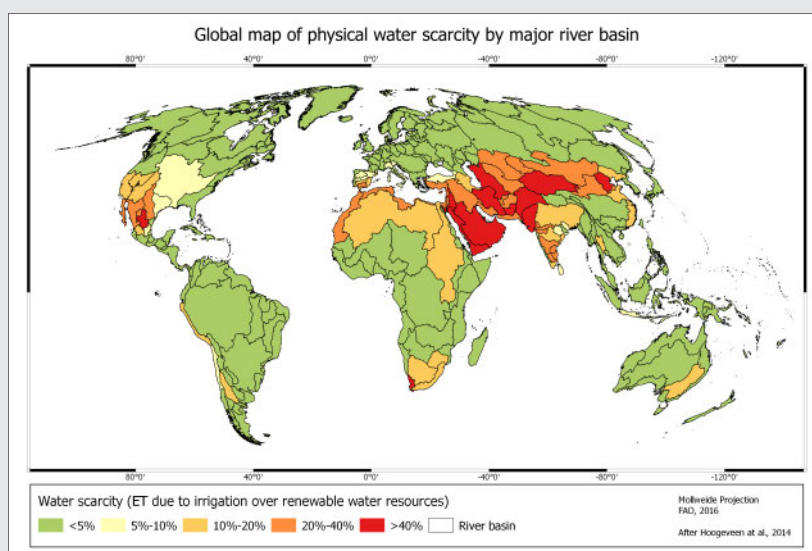 Global map of physical water scarcity by major river basin
80°0' 40°0' 0°0' -40°0' -80°0' -120°0'
80°0' 40°0' 0°0' -40°0' -80°0' -120°0'
Water scarcity (ET due to irrigation over renewable water resources)
<5% 5%-10% 10%-20% 20%-40% >40% River basin
Mollweide Projection
FAO, 2016
After Hoogeveen at al., 2014